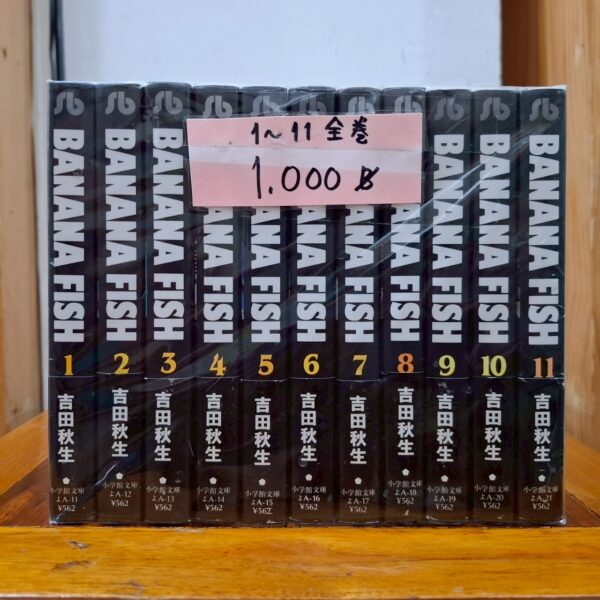 1~11 全巻
1.000 ฿
BANANA FISH
1
吉田秋生
小学館文庫
よA-11
¥562
BANANA FISH
2
吉田秋生
小学館文庫
よA-12
¥562
BANANA FISH
3
吉田秋生
小学館文庫
よA-13
¥562
BANANA FISH
4
吉田秋生
小学館文庫
よA-14
¥562
BANANA FISH
5
吉田秋生
小学館文庫
よA-15
¥562
BANANA FISH
6
吉田秋生
小学館文庫
よA-16
¥562
BANANA FISH
7
吉田秋生
小学館文庫
よA-17
¥562
BANANA FISH
8
吉田秋生
小学館文庫
よA-18
¥562
BANANA FISH
9
吉田秋生
小学館文庫
よA-19
¥562
BANANA FISH
10
吉田秋生
小学館文庫
よA-20
¥562
BANANA FISH
11
吉田秋生
小学館文庫
よA-21
¥562